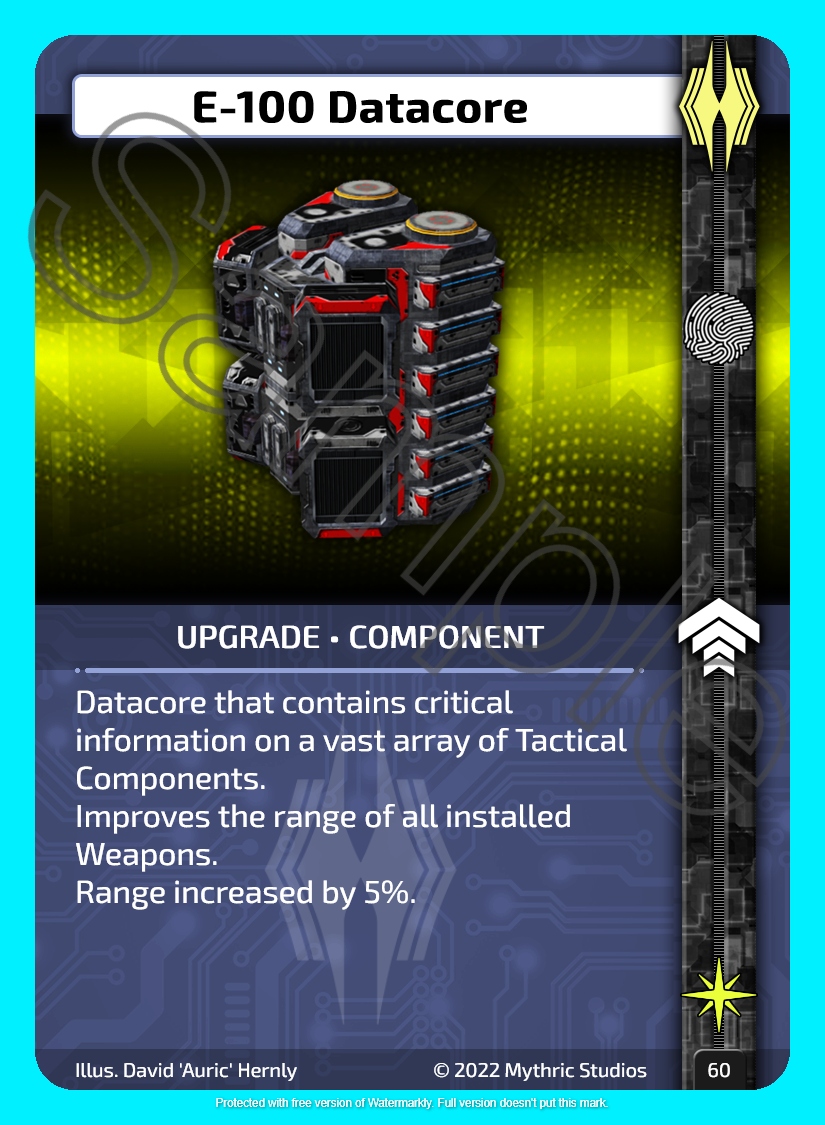 E-100 Datacore
Sample
UPGRADE • COMPONENT
Datacore that contains critical
information on a vast array of Tactical
Components.
Improves the range of all installed
Weapons.
Range increased by 5%.
Illus. David 'Auric' Hernly
© 2022 Mythric Studios
60
Protected with free version of Watermarkly. Full version doesn't put this mark.